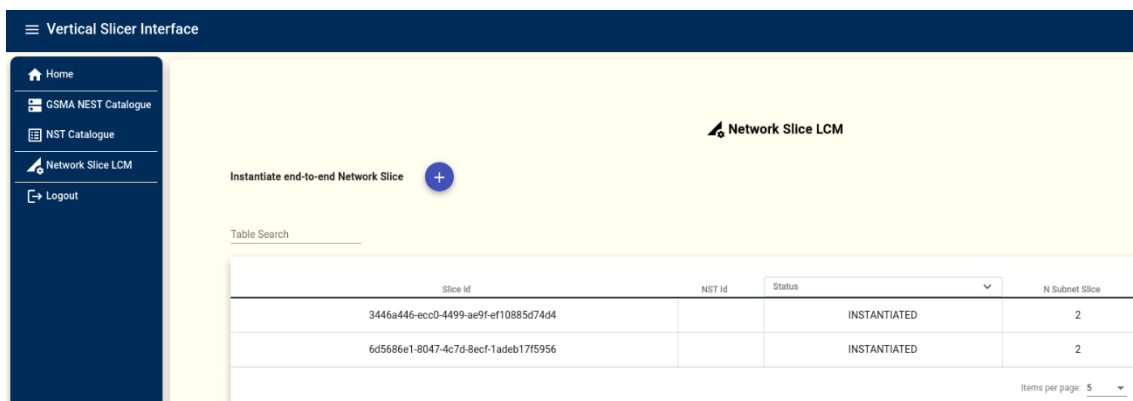 Vertical Slicer Interface
Home
GSMA NEST Catalogue
NST Catalogue
Network Slice LCM
Logout
Network Slice LCM
Instantiate end-to-end Network Slice
Table Search
Slice Id NST Id Status N Subnet Slice
3446a446-ecc0-4499-ae9f-ef10885d74d4 INSTANTIATED 2
6d5686e1-8047-4c7d-8ecf-1adeb17f5956 INSTANTIATED 2
Items per page: 5